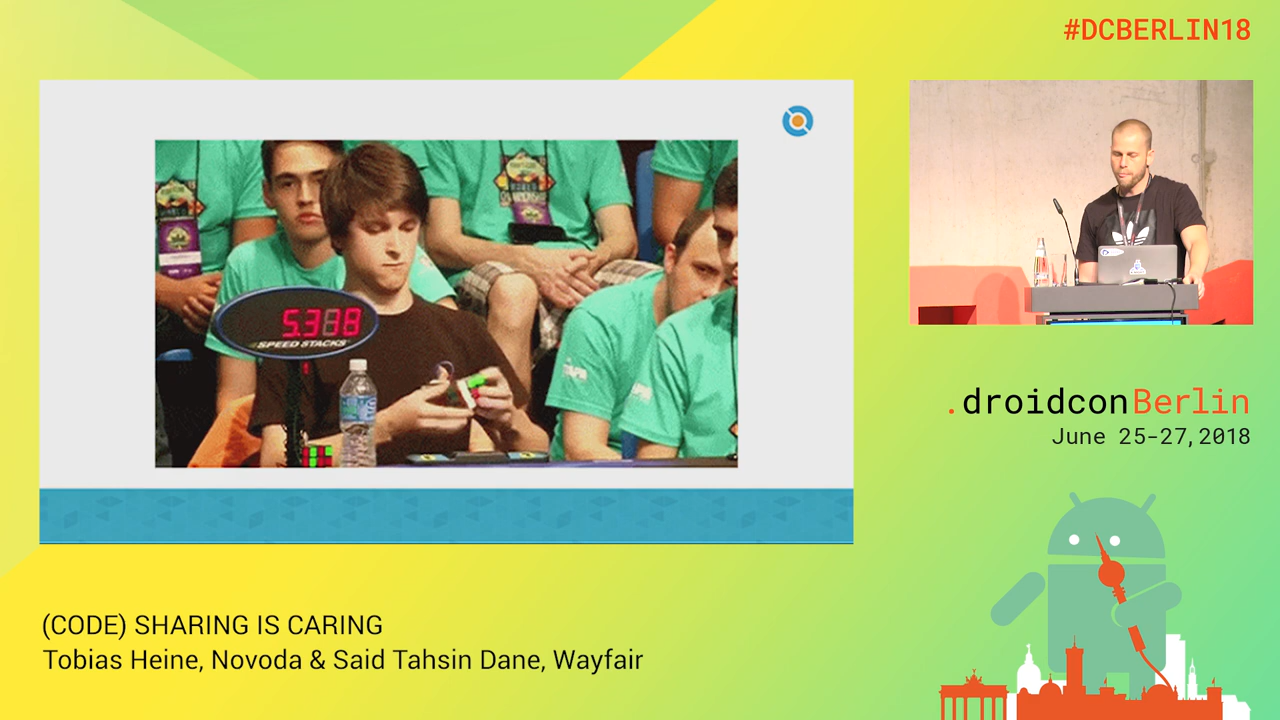 #DCBERLIN18
5.388
SPEED STACKS
.droidconBerlin
June 25-27,2018
(CODE) SHARING IS CARING
Tobias Heine, Novoda & Said Tahsin Dane, Wayfair